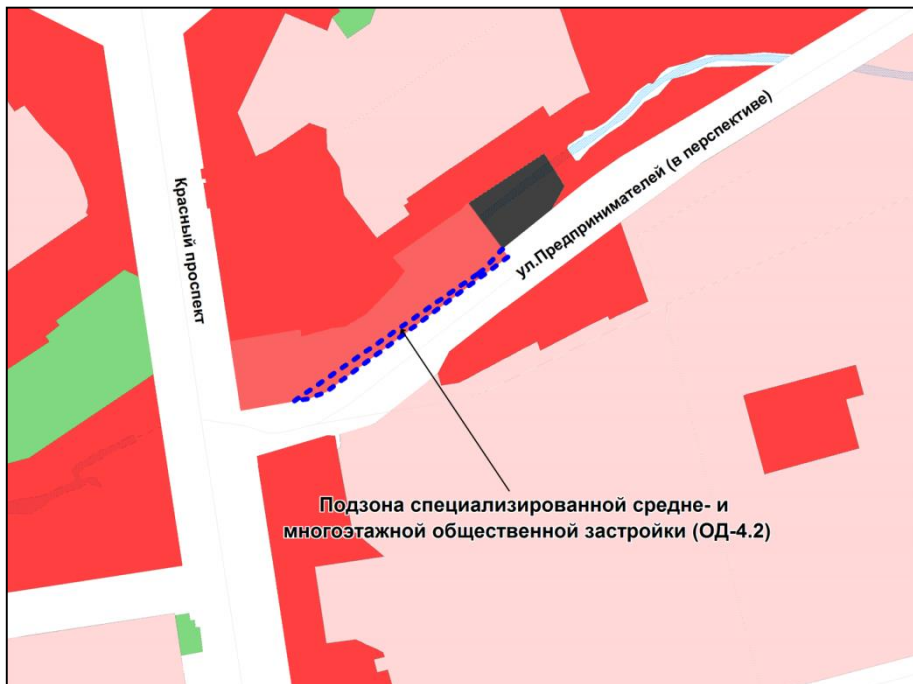 ул.Предпринимателей (в перспективе)
Красный проспект
Подзона специализированной средне- и
многоэтажной общественной застройки (ОД-4.2)